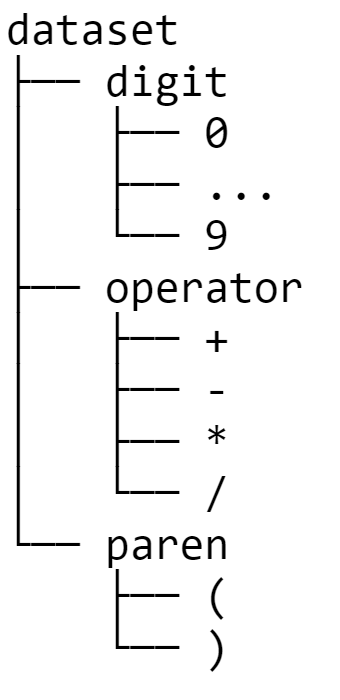 dataset
├── digit
│   ├── 0
│   ├── ...
│   └── 9
├── operator
│   ├── +
│   ├── -
│   ├── *
│   └── /
└── paren
    ├── (
    └── )